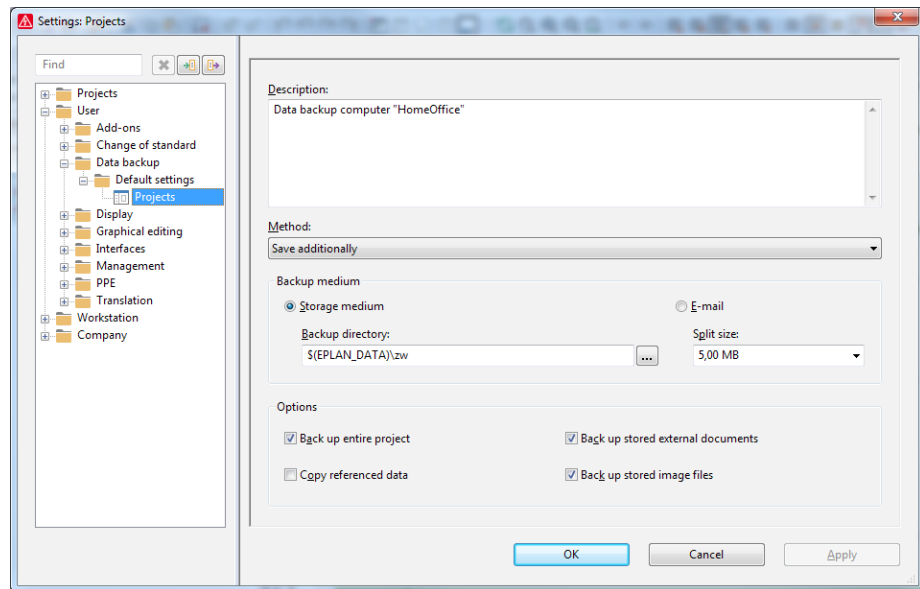 Settings: Projects
Find
Projects
User
Add-ons
Change of standard
Data backup
Default settings
Projects
Display
Graphical editing
Interfaces
Management
PPE
Translation
Workstation
Company
Description:
Data backup computer "HomeOffice"
Method:
Save additionally
Backup medium
Storage medium
E-mail
Backup directory:
Split size:
$(EPLAN_DATA)\zw
...
5,00 MB
Options
Back up entire project
Back up stored external documents
Copy referenced data
Back up stored image files
OK
Cancel
Apply